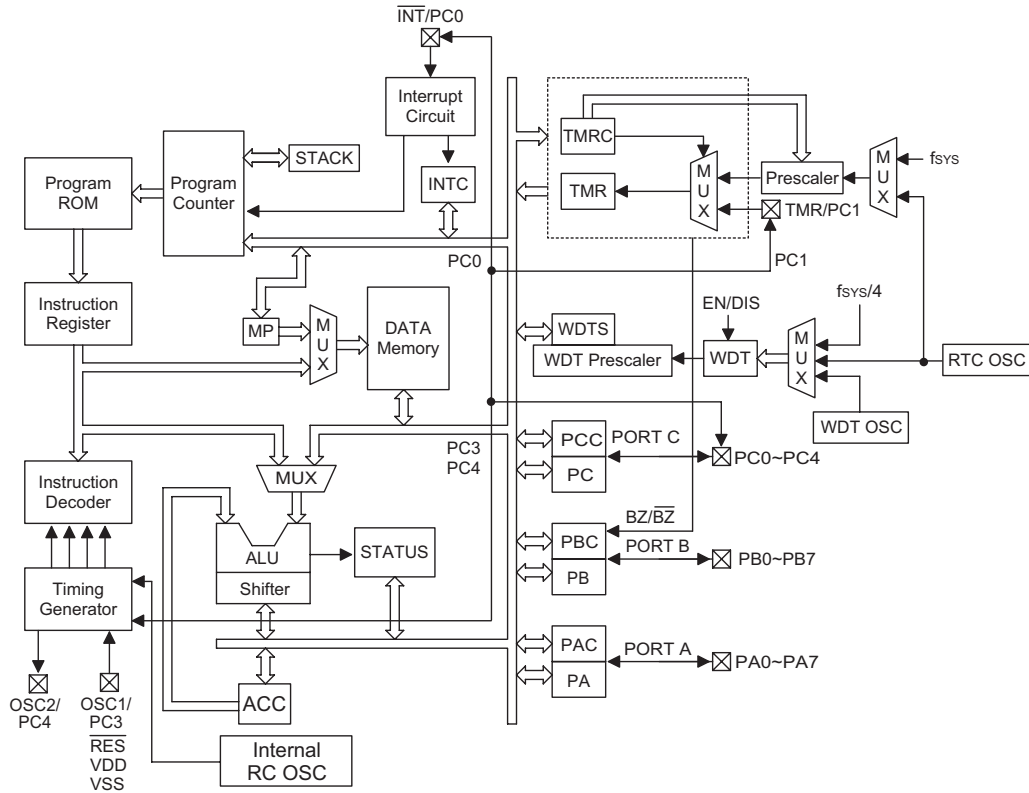 INT/PC0
Interrupt
Circuit
STACK
INTC
Program
ROM
Program
Counter
TMRC
TMR
M
U
X
Prescaler
M
U
X
fSYS
TMR/PC1
PC0
PC1
Instruction
Register
MP
M
U
X
DATA
Memory
WDTS
WDT Prescaler
EN/DIS
WDT
M
U
X
fSYS/4
RTC OSC
WDT OSC
PC3
PC4
PCC
PC
PORT C
PC0~PC4
MUX
Instruction
Decoder
ALU
Shifter
STATUS
BZ/BZ
PBC
PB
PORT B
PB0~PB7
Timing
Generator
PAC
PA
PORT A
PA0~PA7
OSC2/
PC4
OSC1/
PC3
RES
VDD
VSS
ACC
Internal
RC OSC